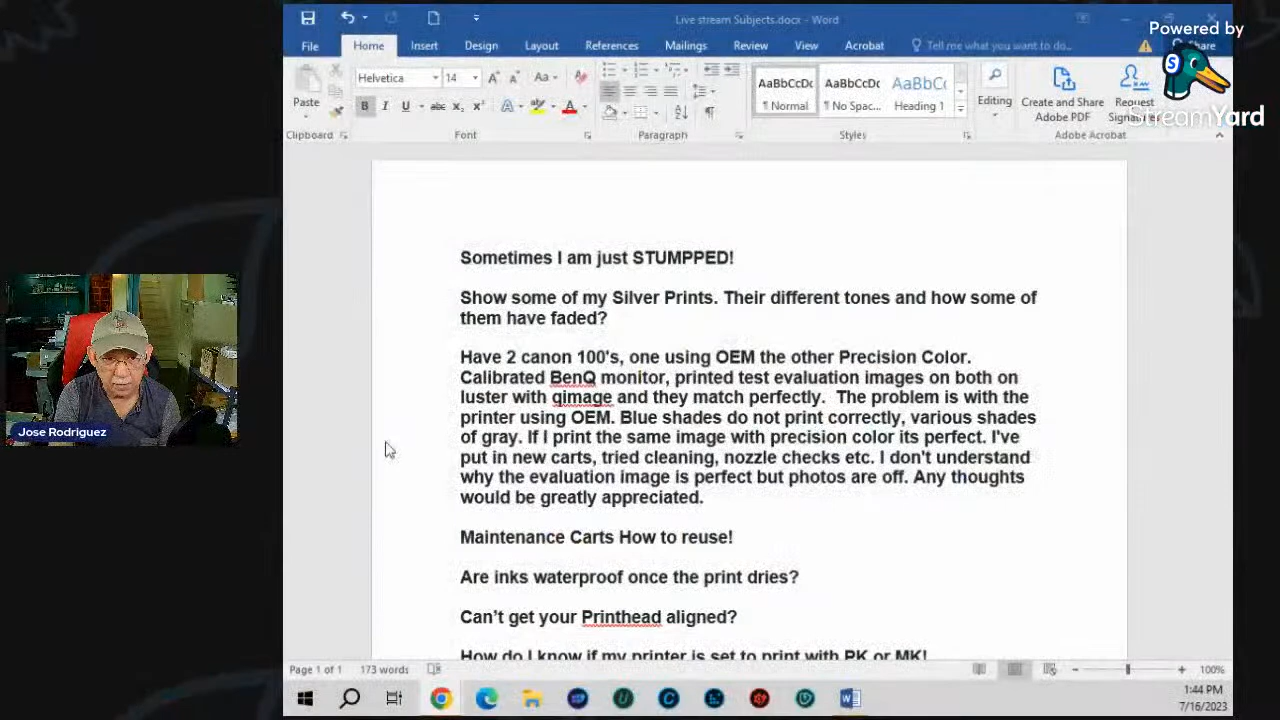 Live stream Subjects.docx - Word
Powered by
StreamYard
File Home Insert Design Layout References Mailings Review View Acrobat Tell me what you want to do... Share
Helvetica 14
Paste
Clipboard Font Paragraph Styles Adobe Acrobat
AaBbCcDc AaBbCcDc AaBbCc
¶ Normal ¶ No Spac... Heading 1
Editing
Create and Share
Adobe PDF
Request
Signatures
Sometimes I am just STUMPPED!
Show some of my Silver Prints. Their different tones and how some of
them have faded?
Have 2 canon 100's, one using OEM the other Precision Color.
Calibrated BenQ monitor, printed test evaluation images on both on
luster with qimage and they match perfectly.  The problem is with the
printer using OEM. Blue shades do not print correctly, various shades
of gray. If I print the same image with precision color its perfect. I've
put in new carts, tried cleaning, nozzle checks etc. I don't understand
why the evaluation image is perfect but photos are off. Any thoughts
would be greatly appreciated.
Maintenance Carts How to reuse!
Are inks waterproof once the print dries?
Can't get your Printhead aligned?
How do I know if my printer is set to print with PK or MK!
Jose Rodriguez
Page 1 of 1 173 words
100%
1:44 PM
7/16/2023